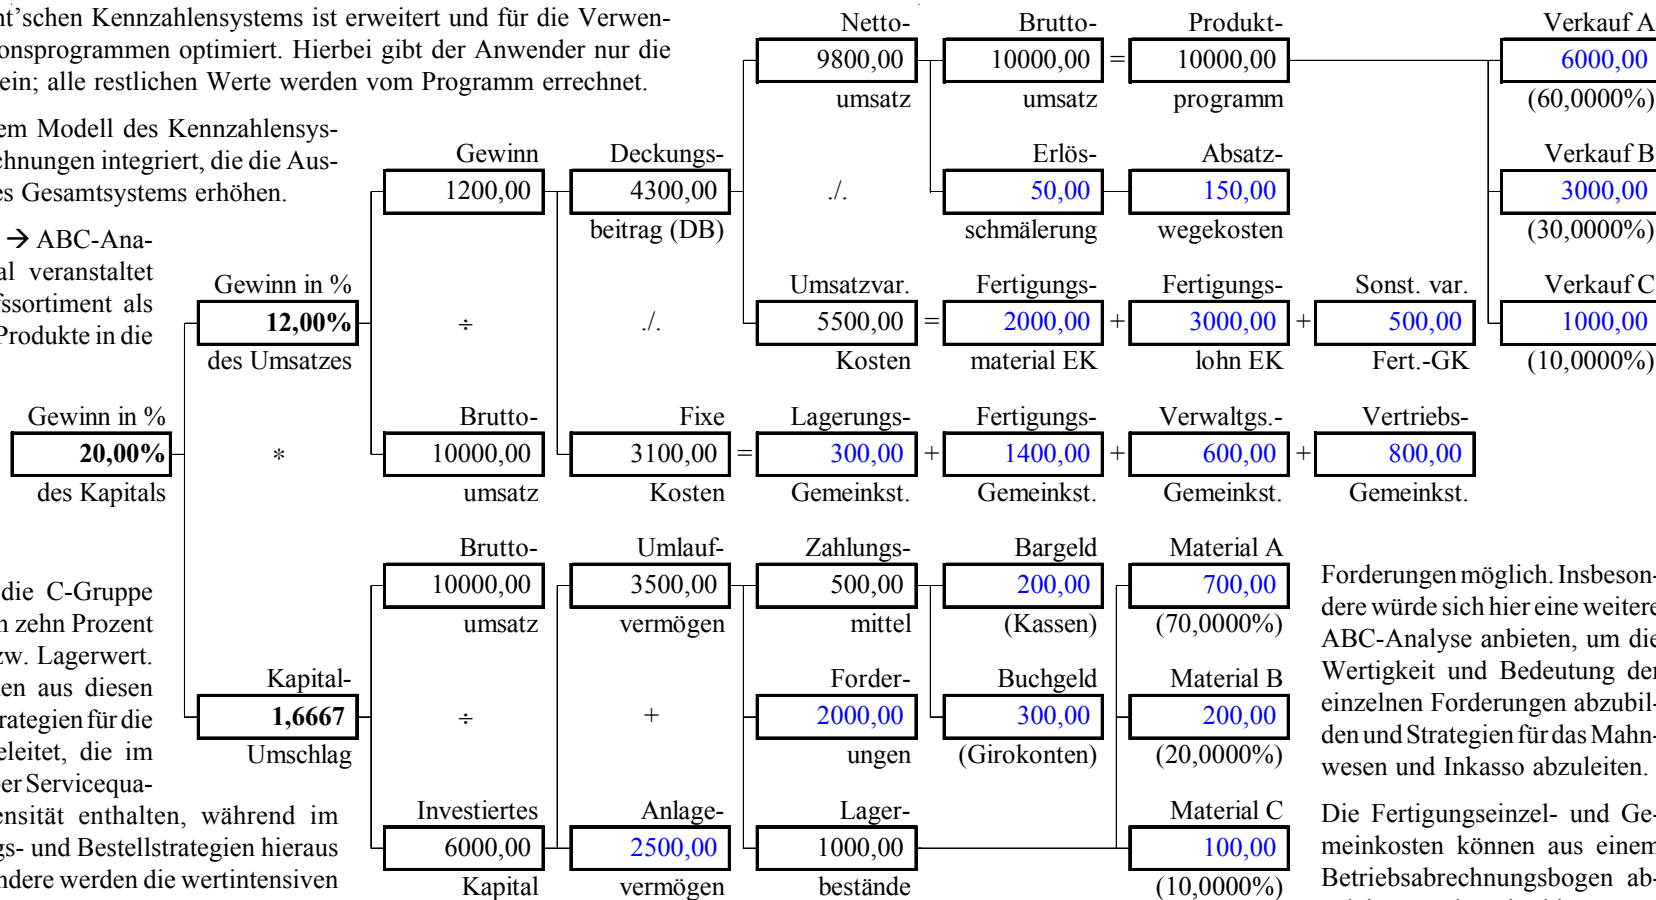 nt’schen Kennzahlensystems ist erweitert und für die Verwen-
onsprogrammen optimiert. Hierbei gibt der Anwender nur die
ein; alle restlichen Werte werden vom Programm errechnet.
em Modell des Kennzahlensys-
chnungen integriert, die die Aus-
es Gesamtsystems erhöhen.
→ ABC-Ana-
al veranstaltet
fssortiment als
Produkte in die
Netto- Brutto- Produkt- Verkauf A
9800,00 10000,00 = 10000,00 6000,00
umsatz umsatz programm (60,0000%)
Gewinn Deckungs- Erlös- Absatz- Verkauf B
1200,00 4300,00 ./. 50,00 150,00 3000,00
beitrag (DB) schmälerung wegekosten (30,0000%)
Gewinn in % Umsatzvar. Fertigungs- Fertigungs- Sonst. var. Verkauf C
12,00% ÷ ./. 5500,00 = 2000,00 + 3000,00 + 500,00 1000,00
des Umsatzes Kosten material EK lohn EK Fert.-GK (10,0000%)
Gewinn in % Brutto- Fixe Lagerungs- Fertigungs- Verwaltgs.- Vertriebs-
20,00% * 10000,00 3100,00 = 300,00 + 1400,00 + 600,00 + 800,00
des Kapitals umsatz Kosten Gemeinkst. Gemeinkst. Gemeinkst. Gemeinkst.
Brutto- Umlauf- Zahlungs- Bargeld Material A
10000,00 3500,00 500,00 200,00 700,00
umsatz vermögen mittel (Kassen) (70,0000%)
Kapital- Forder- Buchgeld Material B
1,6667 ÷ + 2000,00 300,00 200,00
Umschlag ungen (Girokonten) (20,0000%)
Investiertes Anlage- Lager- Material C
6000,00 2500,00 1000,00 100,00
Kapital vermögen bestände (10,0000%)
die C-Gruppe
n zehn Prozent
zw. Lagerwert.
en aus diesen
rategien für die
eleitet, die im
er Servicequa-
ensität enthalten, während im
gs- und Bestellstrategien hieraus
ndere werden die wertintensiven
Forderungen möglich. Insbeson-
dere würde sich hier eine weitere
ABC-Analyse anbieten, um die
Wertigkeit und Bedeutung der
einzelnen Forderungen abzubil-
den und Strategien für das Mahn-
wesen und Inkasso abzuleiten.
Die Fertigungseinzel- und Ge-
meinkosten können aus einem
Betriebsabrechnungsbogen ab-